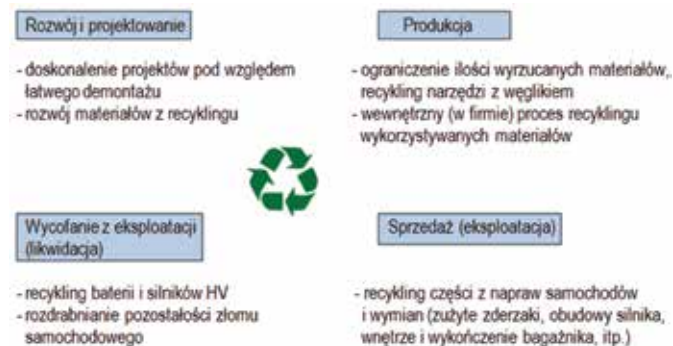 Rozwój i projektowanie
- doskonalenie projektów pod względem
łatwego demontażu
- rozwój materiałów z recyklingu
Produkcja
- ograniczenie ilości wyrzucanych materiałów,
recykling narzędzi z węglikiem
- wewnętrzny (w firmie) proces recyklingu
wykorzystywanych materiałów
Wycofanie z eksploatacji
(likwidacja)
- recykling baterii i silników HV
- rozdrabnianie pozostałości złomu
samochodowego
Sprzedaż (eksploatacja)
- recykling części z napraw samochodów
i wymian (zużyte zderzaki, obudowy silnika,
wnętrze i wykończenie bagażnika, itp.)